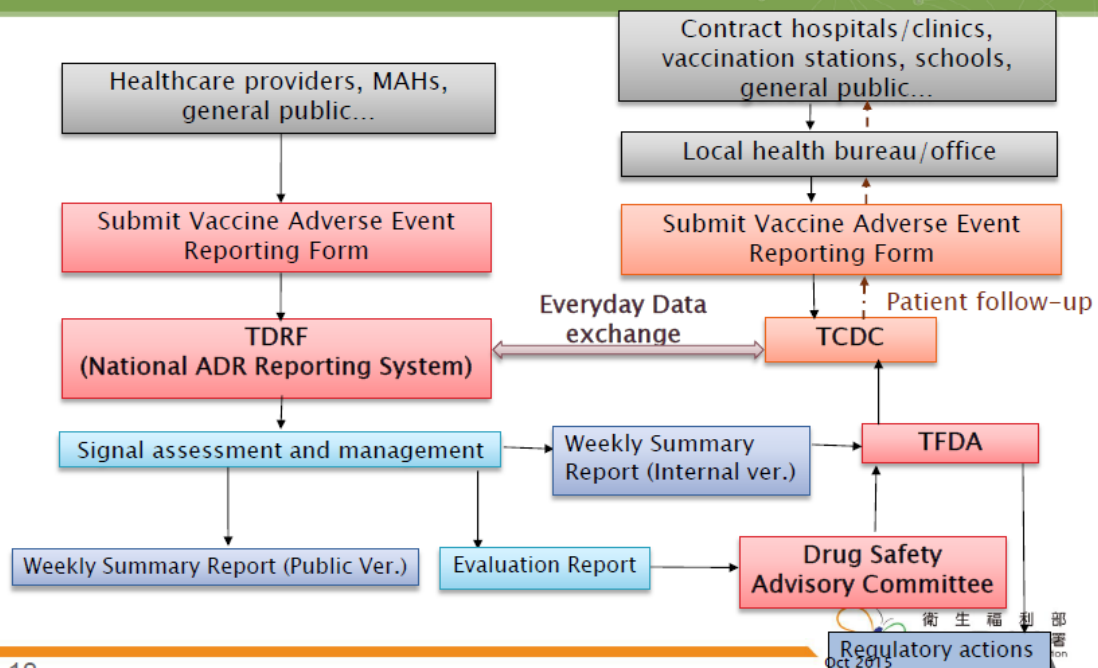 Contract hospitals/clinics,
vaccination stations, schools,
general public...
Healthcare providers, MAHs,
general public...
Local health bureau/office
Submit Vaccine Adverse Event
Reporting Form
Submit Vaccine Adverse Event
Reporting Form
Everyday Data
exchange
Patient follow-up
TDRF
(National ADR Reporting System)
TCDC
Signal assessment and management
Weekly Summary
Report (Internal ver.)
TFDA
Weekly Summary Report (Public Ver.)
Evaluation Report
Drug Safety
Advisory Committee
衛生福利部
署
Regulatory actions
Oct 2015